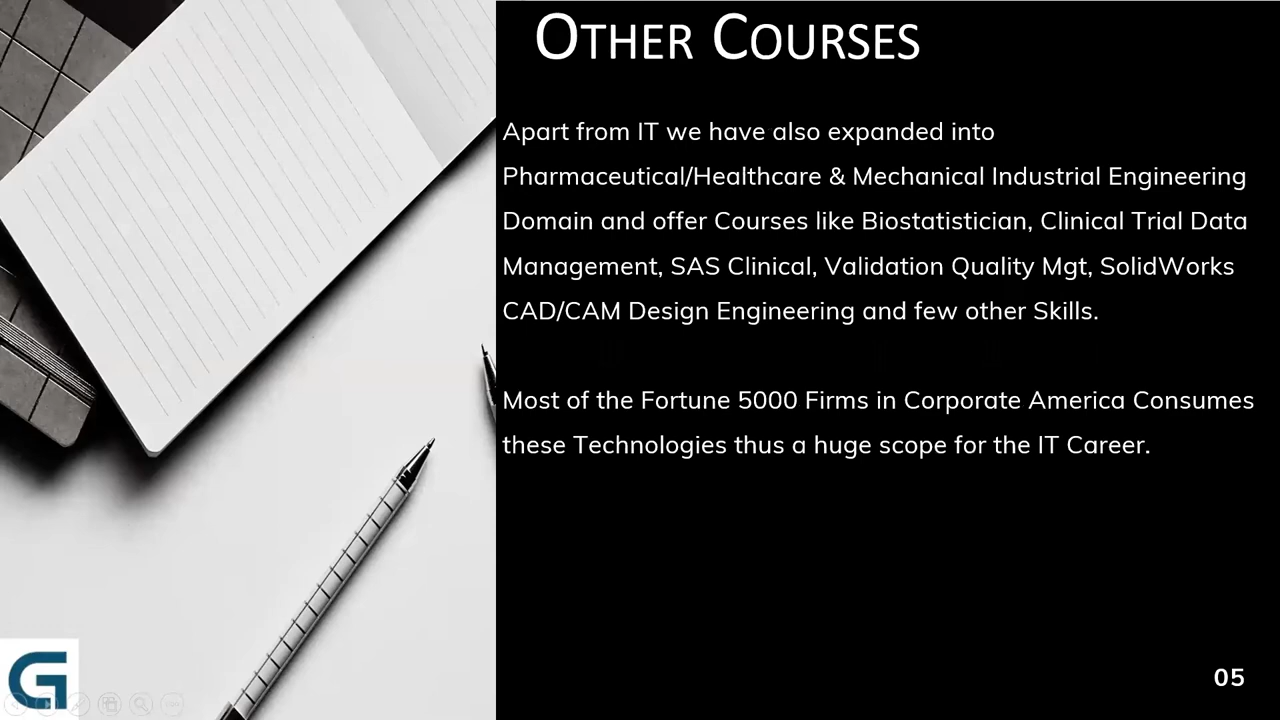 Other Courses
Apart from IT we have also expanded into
Pharmaceutical/Healthcare & Mechanical Industrial Engineering
Domain and offer Courses like Biostatistician, Clinical Trial Data
Management, SAS Clinical, Validation Quality Mgt, SolidWorks
CAD/CAM Design Engineering and few other Skills.
Most of the Fortune 5000 Firms in Corporate America Consumes
these Technologies thus a huge scope for the IT Career.
G
05